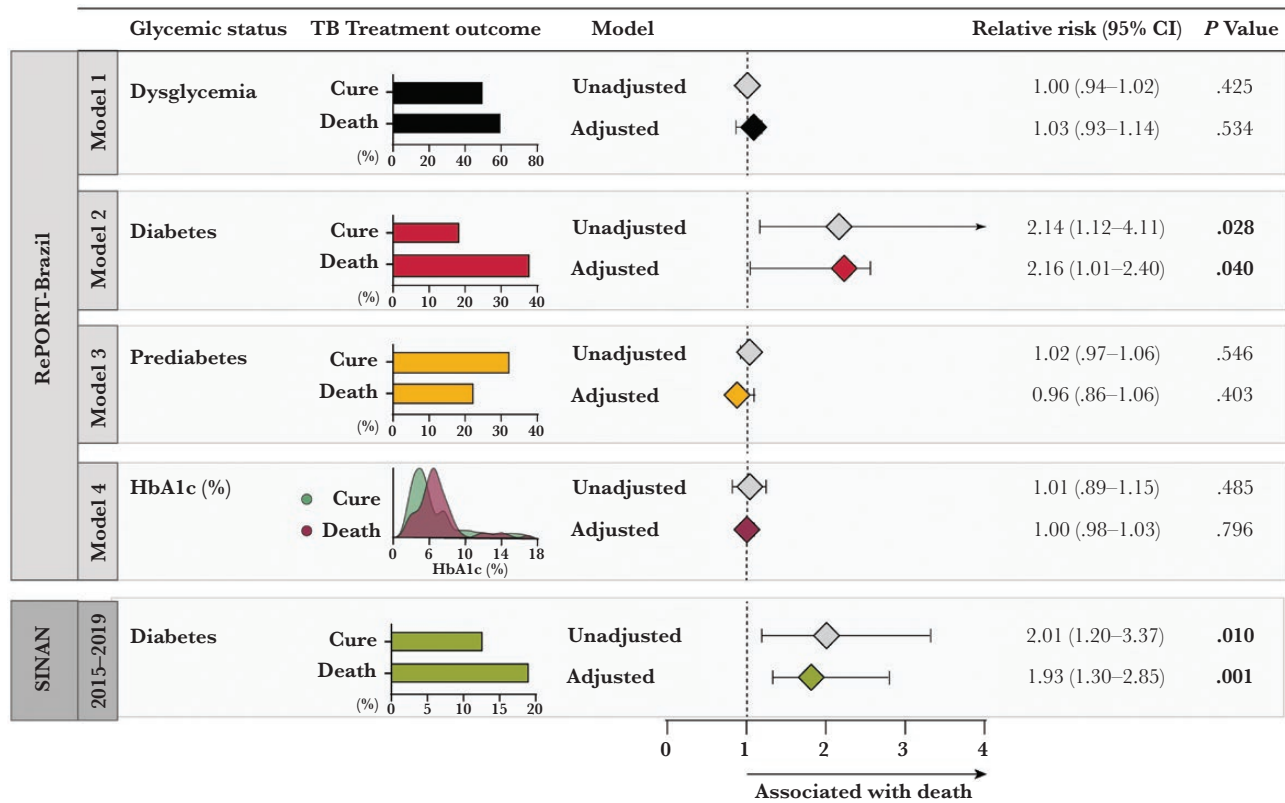 Glycemic status TB Treatment outcome Model Relative risk (95% CI) P Value
RePORT-Brazil
Model 1
Dysglycemia
Cure
Death
(%) 0 20 40 60 80
Unadjusted 1.00 (.94–1.02) .425
Adjusted 1.03 (.93–1.14) .534
Model 2
Diabetes
Cure
Death
(%) 0 10 20 30 40
Unadjusted 2.14 (1.12–4.11) .028
Adjusted 2.16 (1.01–2.40) .040
Model 3
Prediabetes
Cure
Death
(%) 0 10 20 30 40
Unadjusted 1.02 (.97–1.06) .546
Adjusted 0.96 (.86–1.06) .403
Model 4
HbA1c (%)
Cure
Death
0 6 10 14 18
HbA1c (%)
Unadjusted 1.01 (.89–1.15) .485
Adjusted 1.00 (.98–1.03) .796
SINAN
2015–2019
Diabetes
Cure
Death
(%) 0 5 10 15 20
Unadjusted 2.01 (1.20–3.37) .010
Adjusted 1.93 (1.30–2.85) .001
0 1 2 3 4
Associated with death